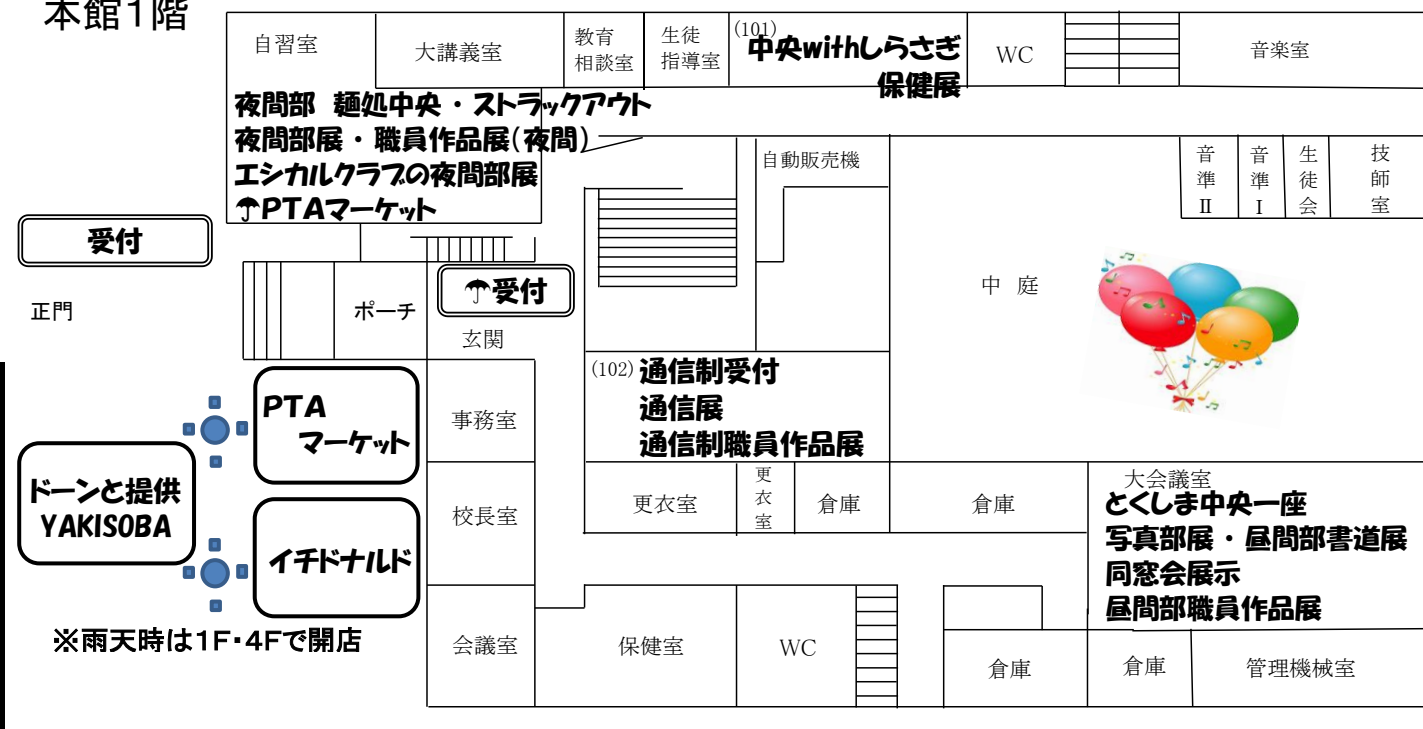 本館1階
自習室
大講義室
教育
相談室
生徒
指導室
(101)
中央withしらさぎ
保健展
WC
音楽室
夜間部 麺処中央・ストラックアウト
夜間部展・職員作品展(夜間)
エシカルクラブの夜間部展
☂PTAマーケット
自動販売機
音準Ⅱ
音準Ⅰ
生徒会
技師室
受付
正門
ポーチ
☂受付
玄関
中 庭
(102)
通信制受付
通信展
通信制職員作品展
PTA
マーケット
事務室
ドーンと提供
YAKISOBA
イチドナルド
校長室
更衣室
更衣室
倉庫
倉庫
大会議室
とくしま中央一座
写真部展・昼間部書道展
同窓会展示
昼間部職員作品展
※雨天時は1F・4Fで開店
会議室
保健室
WC
倉庫
倉庫
管理機械室